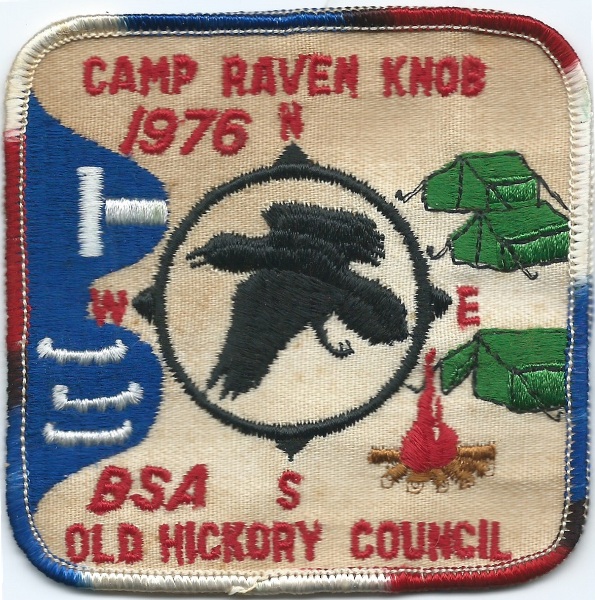 CAMP RAVEN KNOB
1976
N
W E
BSA S
OLD HICKORY COUNCIL